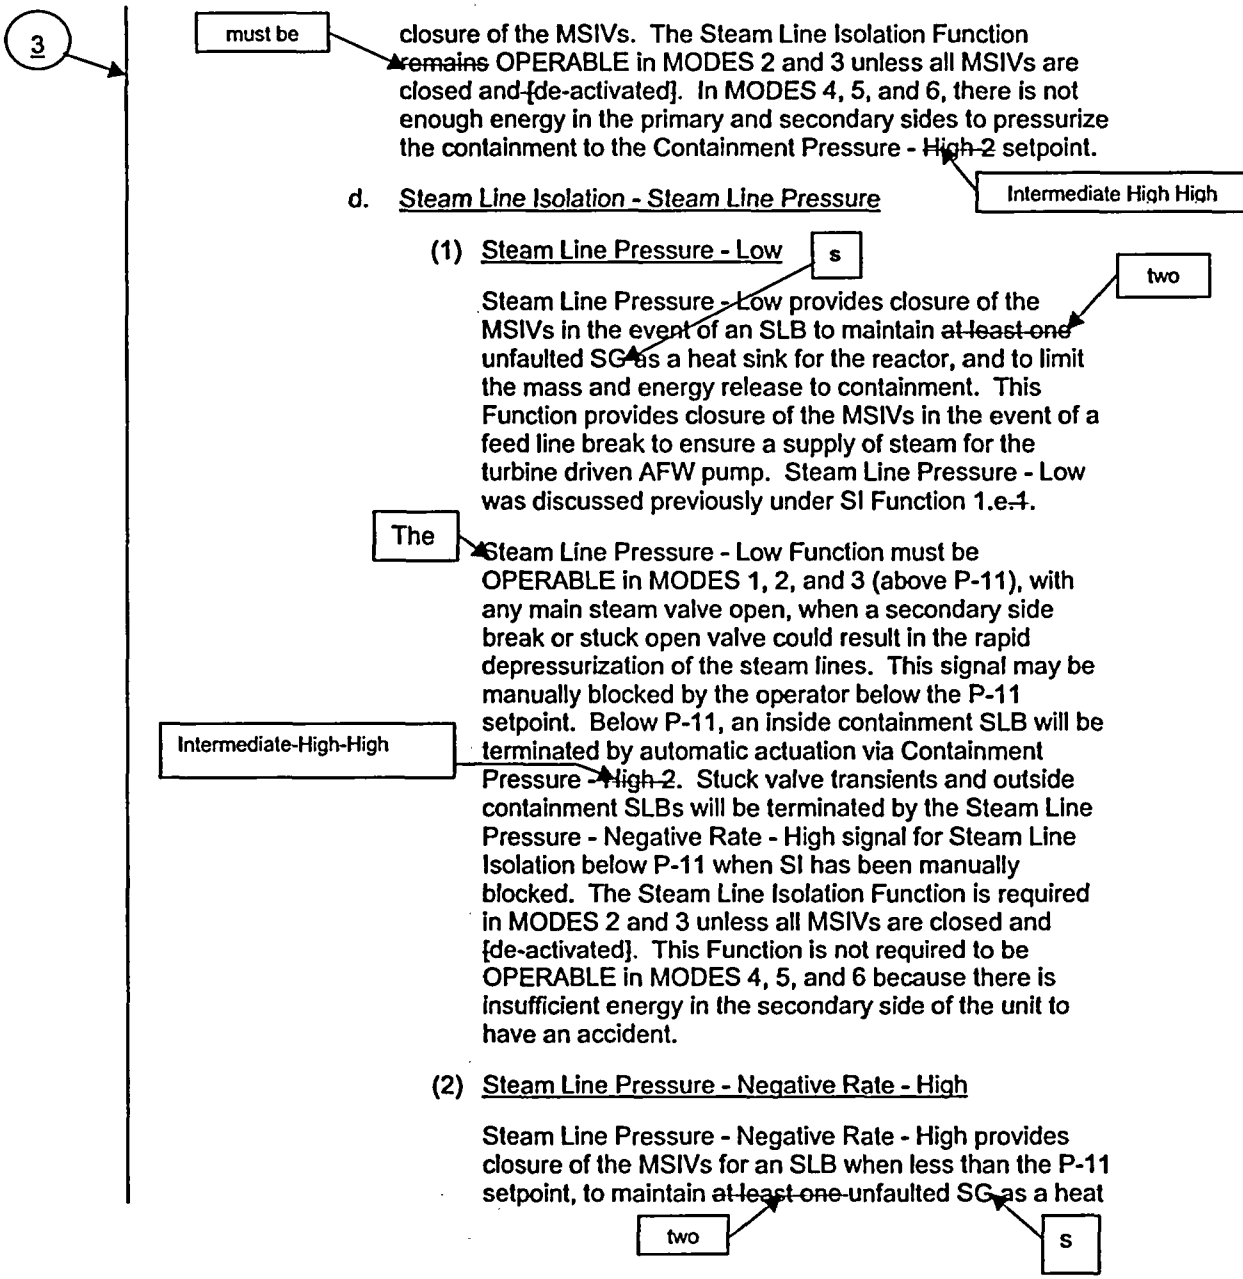 3
must be
closure of the MSIVs. The Steam Line Isolation Function
remains OPERABLE in MODES 2 and 3 unless all MSIVs are
closed and [de-activated]. In MODES 4, 5, and 6, there is not
enough energy in the primary and secondary sides to pressurize
the containment to the Containment Pressure - High-2 setpoint.
Intermediate High High
d. Steam Line Isolation - Steam Line Pressure
(1) Steam Line Pressure - Low
s
two
Steam Line Pressure - Low provides closure of the
MSIVs in the event of an SLB to maintain at least one
unfaulted SG as a heat sink for the reactor, and to limit
the mass and energy release to containment. This
Function provides closure of the MSIVs in the event of a
feed line break to ensure a supply of steam for the
turbine driven AFW pump. Steam Line Pressure - Low
was discussed previously under SI Function 1.e.1.
The
Steam Line Pressure - Low Function must be
OPERABLE in MODES 1, 2, and 3 (above P-11), with
any main steam valve open, when a secondary side
break or stuck open valve could result in the rapid
depressurization of the steam lines. This signal may be
manually blocked by the operator below the P-11
setpoint. Below P-11, an inside containment SLB will be
Intermediate-High-High
terminated by automatic actuation via Containment
Pressure - High-2. Stuck valve transients and outside
containment SLBs will be terminated by the Steam Line
Pressure - Negative Rate - High signal for Steam Line
Isolation below P-11 when SI has been manually
blocked. The Steam Line Isolation Function is required
in MODES 2 and 3 unless all MSIVs are closed and
[de-activated]. This Function is not required to be
OPERABLE in MODES 4, 5, and 6 because there is
insufficient energy in the secondary side of the unit to
have an accident.
(2) Steam Line Pressure - Negative Rate - High
Steam Line Pressure - Negative Rate - High provides
closure of the MSIVs for an SLB when less than the P-11
setpoint, to maintain at least one unfaulted SG as a heat
two
s